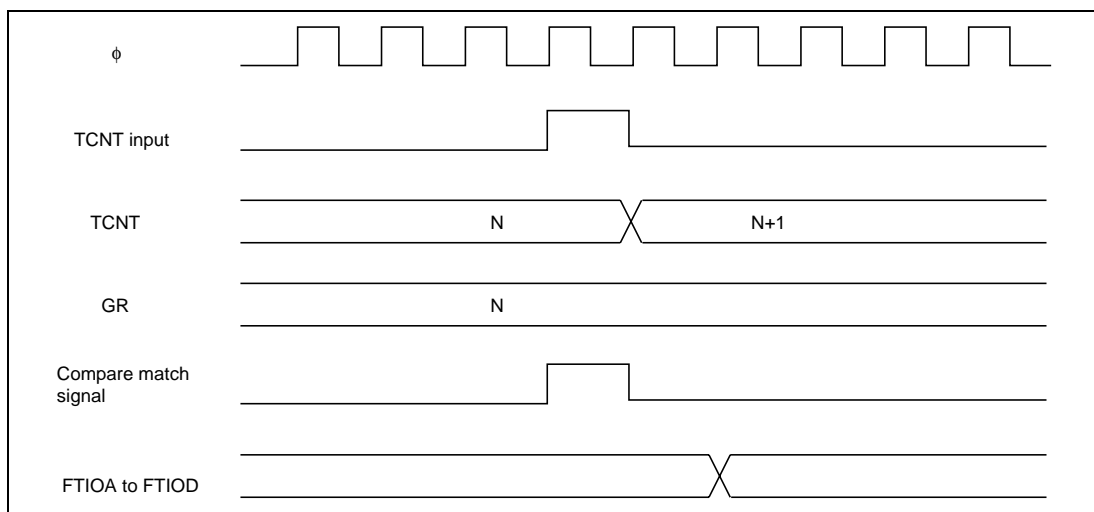 ϕ
TCNT input
TCNT
N
N+1
GR
N
Compare match
signal
FTIOA to FTIOD